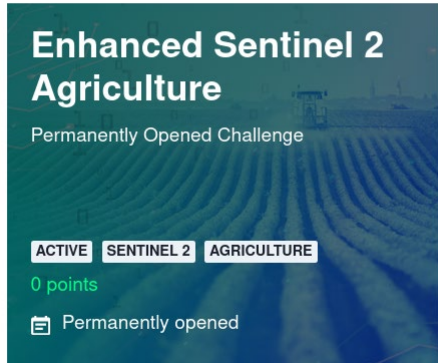 Enhanced Sentinel 2
Agriculture
Permanently Opened Challenge
ACTIVE SENTINEL 2 AGRICULTURE
0 points
Permanently opened